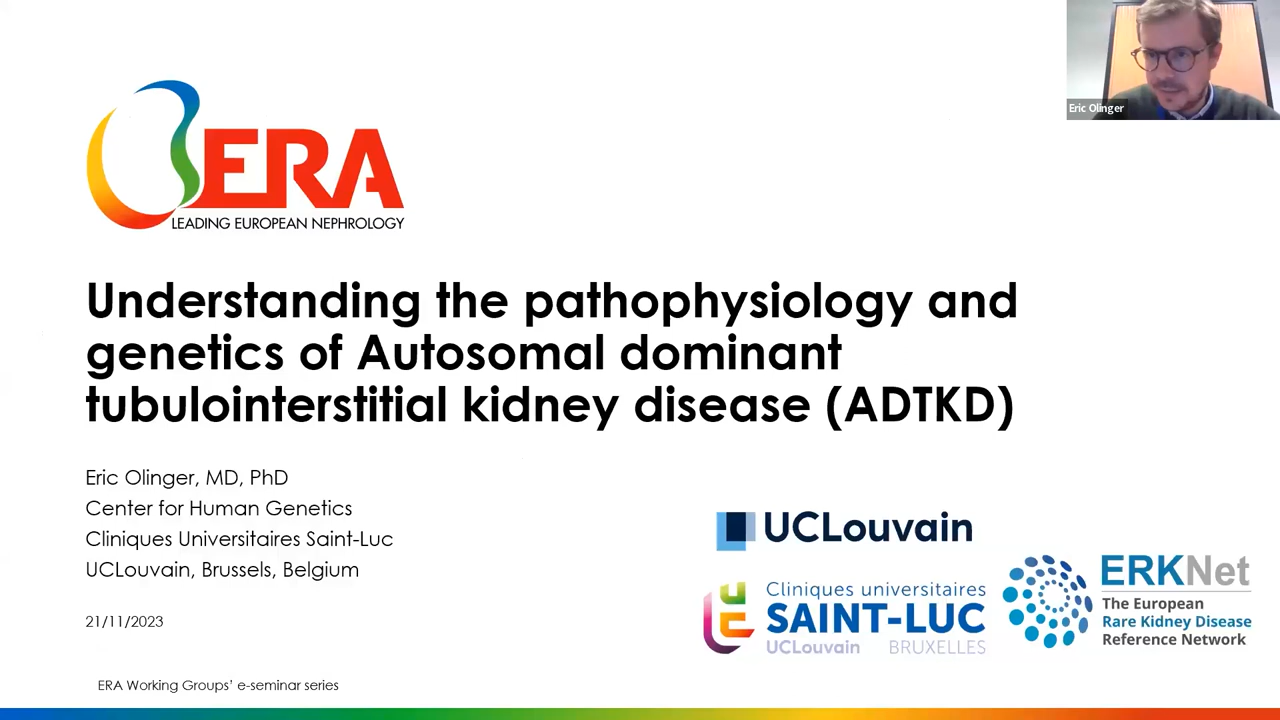 Eric Olinger
ERA
LEADING EUROPEAN NEPHROLOGY
Understanding the pathophysiology and
genetics of Autosomal dominant
tubulointerstitial kidney disease (ADTKD)
Eric Olinger, MD, PhD
Center for Human Genetics
Cliniques Universitaires Saint-Luc
UCLouvain, Brussels, Belgium
21/11/2023
UCLouvain
Cliniques universitaires
SAINT-LUC
UCLouvain BRUXELLES
ERKNet
The European
Rare Kidney Disease
Reference Network
ERA Working Groups' e-seminar series